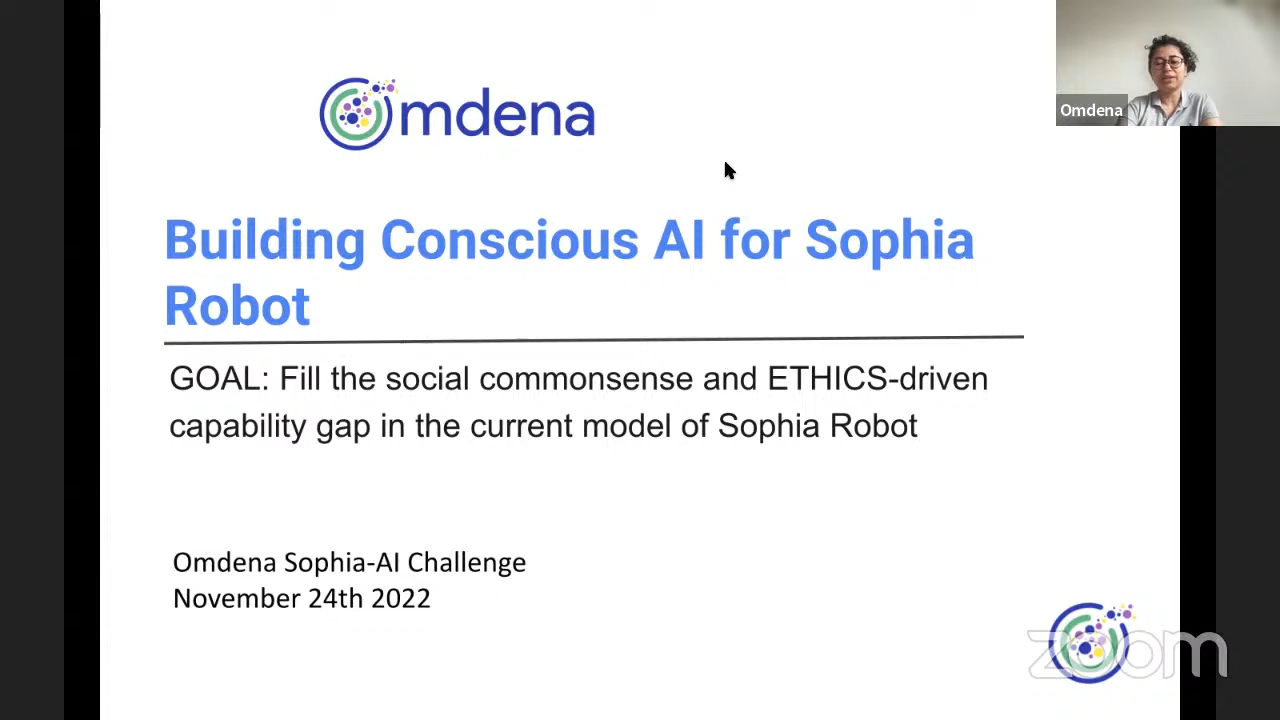 Omdena
Omdena
Building Conscious AI for Sophia
Robot
GOAL: Fill the social commonsense and ETHICS-driven
capability gap in the current model of Sophia Robot
Omdena Sophia-AI Challenge
November 24th 2022
zoom